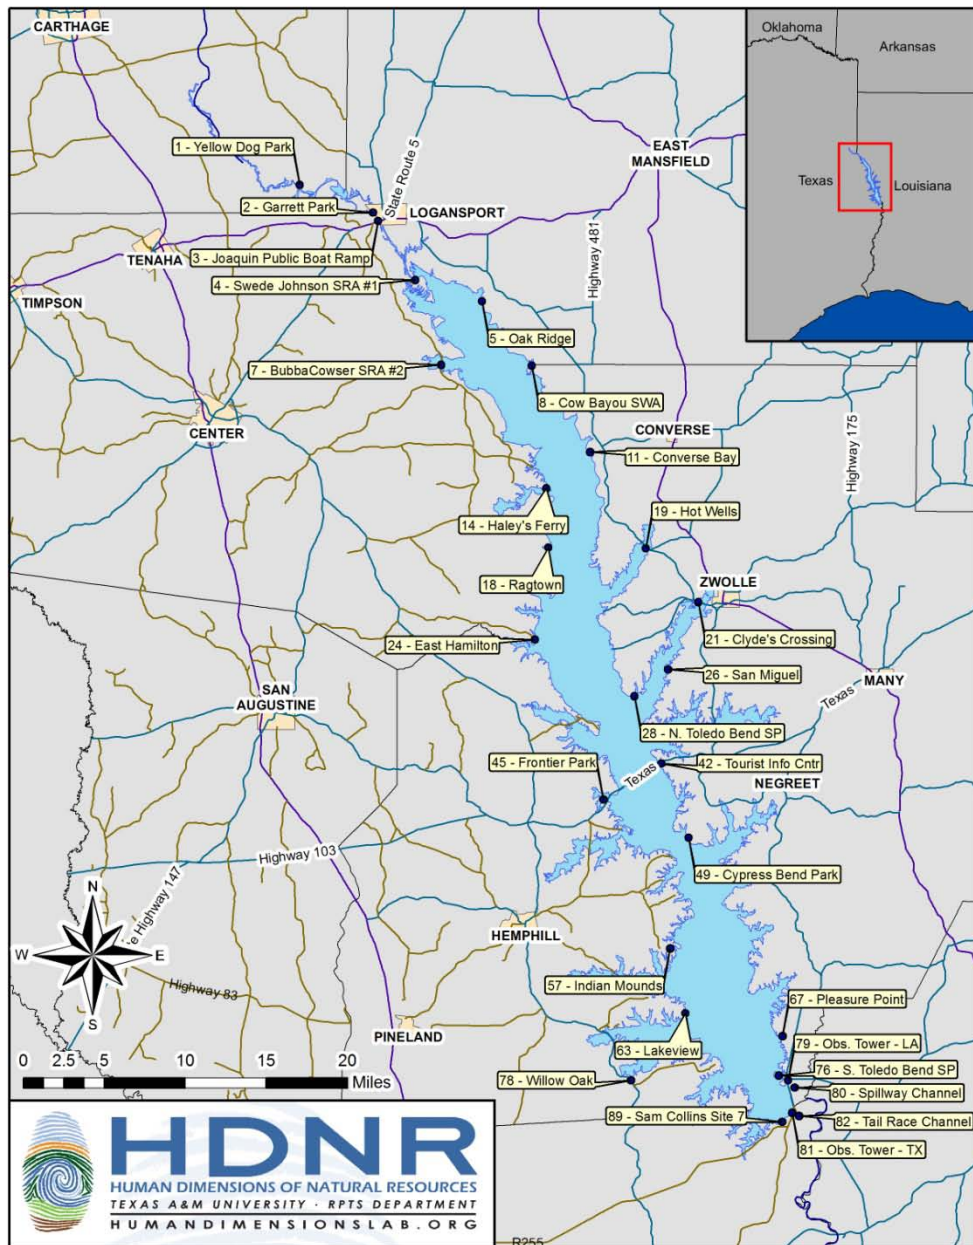 CARTHAGE
Oklahoma
Arkansas
Texas
Louisiana
1 - Yellow Dog Park
State Route 5
EAST
MANSFIELD
2 - Garrett Park
LOGANSPORT
3 - Joaquin Public Boat Ramp
TENAHA
4 - Swede Johnson SRA #1
TIMPSON
Highway 481
5 - Oak Ridge
7 - BubbaCowser SRA #2
8 - Cow Bayou SWA
CENTER
CONVERSE
Highway 175
11 - Converse Bay
14 - Haley's Ferry
19 - Hot Wells
18 - Ragtown
ZWOLLE
21 - Clyde's Crossing
24 - East Hamilton
26 - San Miguel
MANY
Texas
SAN
AUGUSTINE
28 - N. Toledo Bend SP
45 - Frontier Park
Texas
42 - Tourist Info Cntr
NEGREET
Highway 103
49 - Cypress Bend Park
e Highway 147
N
W
E
S
HEMPHILL
57 - Indian Mounds
Highway 83
67 - Pleasure Point
PINELAND
63 - Lakeview
79 - Obs. Tower - LA
76 - S. Toledo Bend SP
78 - Willow Oak
80 - Spillway Channel
0 2.5 5 10 15 20
Miles
89 - Sam Collins Site 7
82 - Tail Race Channel
81 - Obs. Tower - TX
HDNR
HUMAN DIMENSIONS OF NATURAL RESOURCES
TEXAS A&M UNIVERSITY · RPTS DEPARTMENT
HUMANDIMENSIONSLAB.ORG
R255